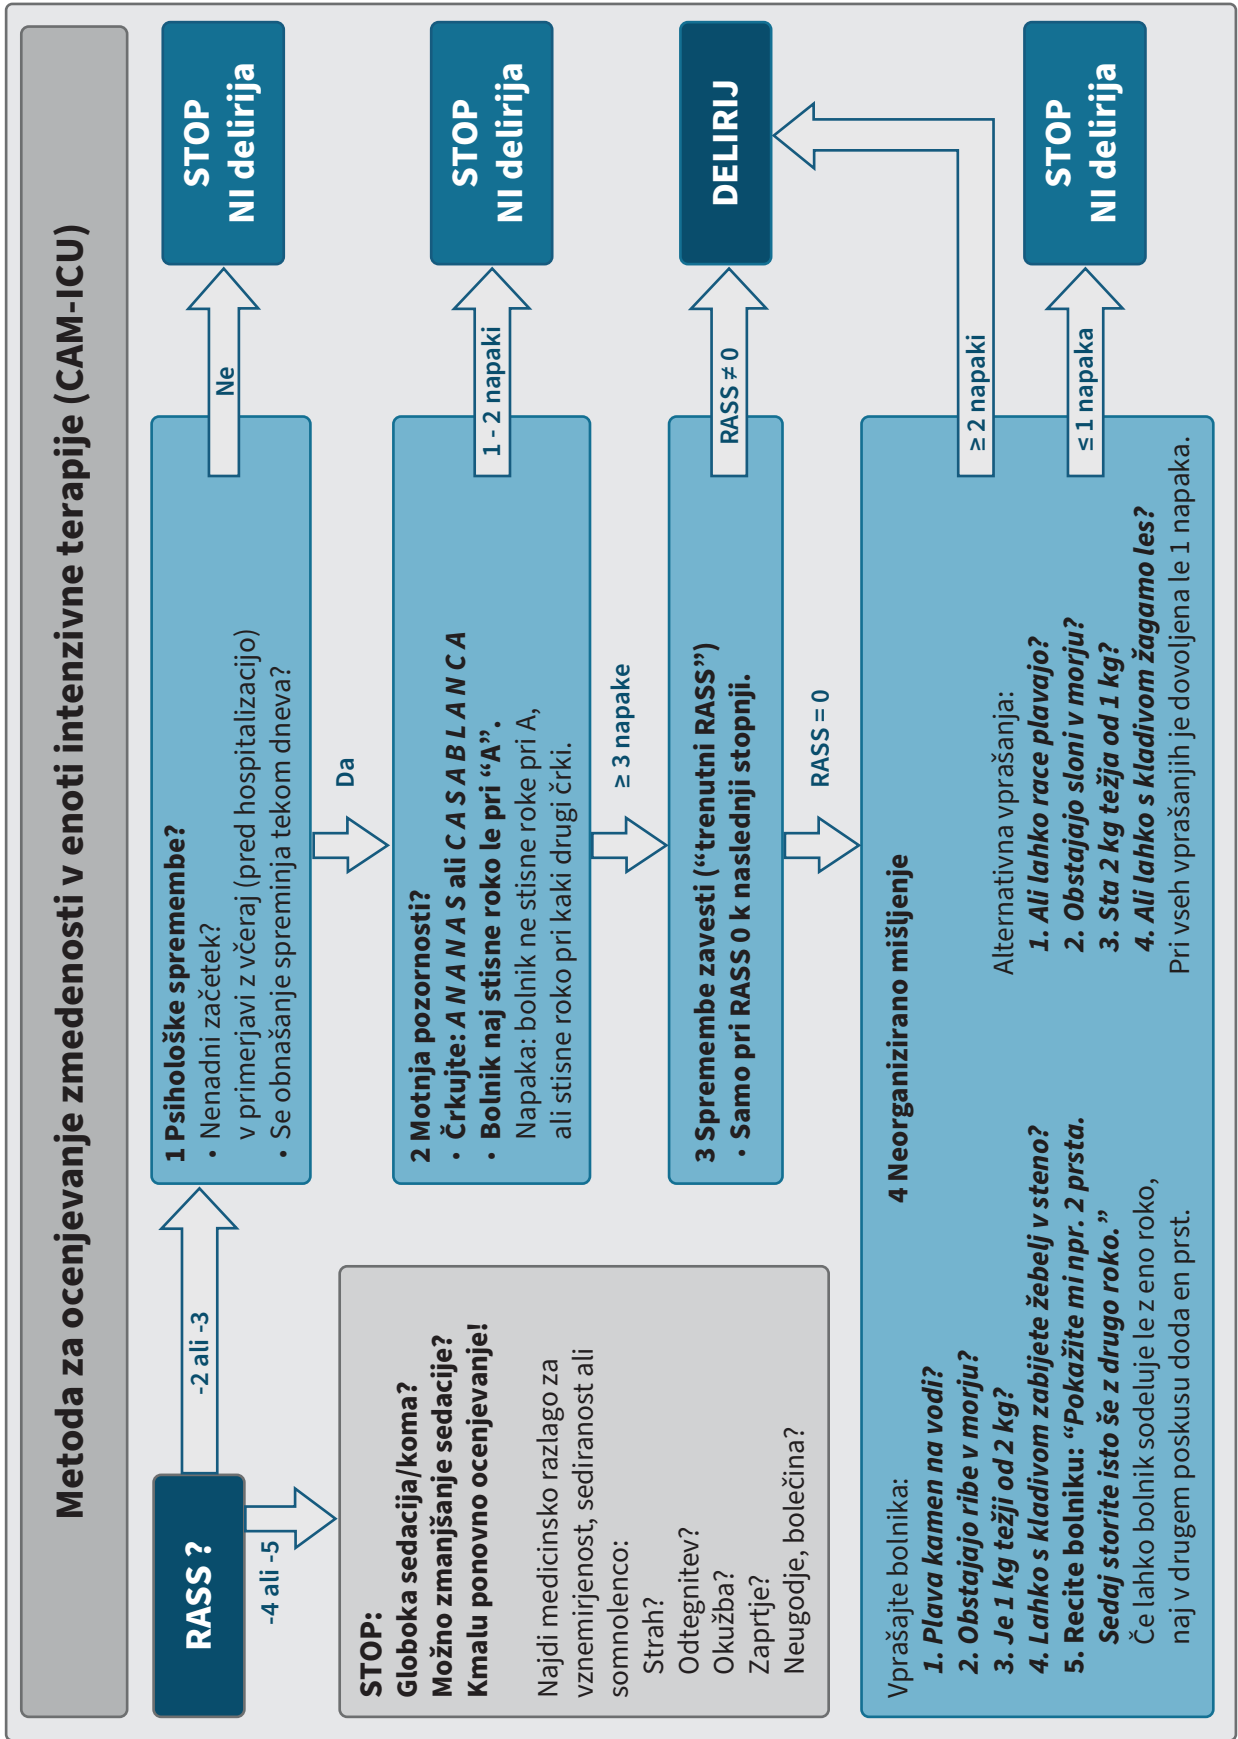 Metoda za ocenjevanje zmedenosti v enoti intenzivne terapije (CAM-ICU)
RASS ?
-2 ali -3
-4 ali -5
STOP:
Globoka sedacija/koma?
Možno zmanjšanje sedacije?
Kmalu ponovno ocenjevanje!
Najdi medicinsko razlago za
vznemirjenost, sediranost ali
somnolenco:
Strah?
Odtegnitev?
Okužba?
Zaprtje?
Neugodje, bolečina?
1 Psihološke spremembe?
• Nenadni začetek?
v primerjavi z včeraj (pred hospitalizacijo)
• Se obnašanje spreminja tekom dneva?
Ne
STOP
NI delirija
Da
2 Motnja pozornosti?
• Črkujte: A N A N A S ali C A S A B L A N C A
• Bolnik naj stisne roko le pri “A”.
Napaka: bolnik ne stisne roke pri A,
ali stisne roko pri kaki drugi črki.
1 - 2 napaki
STOP
NI delirija
≥ 3 napake
3 Spremembe zavesti (“trenutni RASS”)
• Samo pri RASS 0 k naslednji stopnji.
RASS ≠ 0
DELIRIJ
RASS = 0
4 Neorganizirano mišljenje
Vprašajte bolnika:
1. Plava kamen na vodi?
2. Obstajajo ribe v morju?
3. Je 1 kg težji od 2 kg?
4. Lahko s kladivom zabijete žebelj v steno?
5. Recite bolniku: “Pokažite mi npr. 2 prsta.
Sedaj storite isto še z drugo roko.”
Če lahko bolnik sodeluje le z eno roko,
naj v drugem poskusu doda en prst.
Alternativna vprašanja:
1. Ali lahko race plavajo?
2. Obstajajo sloni v morju?
3. Sta 2 kg težja od 1 kg?
4. Ali lahko s kladivom žagamo les?
Pri vseh vprašanjih je dovoljena le 1 napaka.
≥ 2 napaki
≤ 1 napaka
STOP
NI delirija